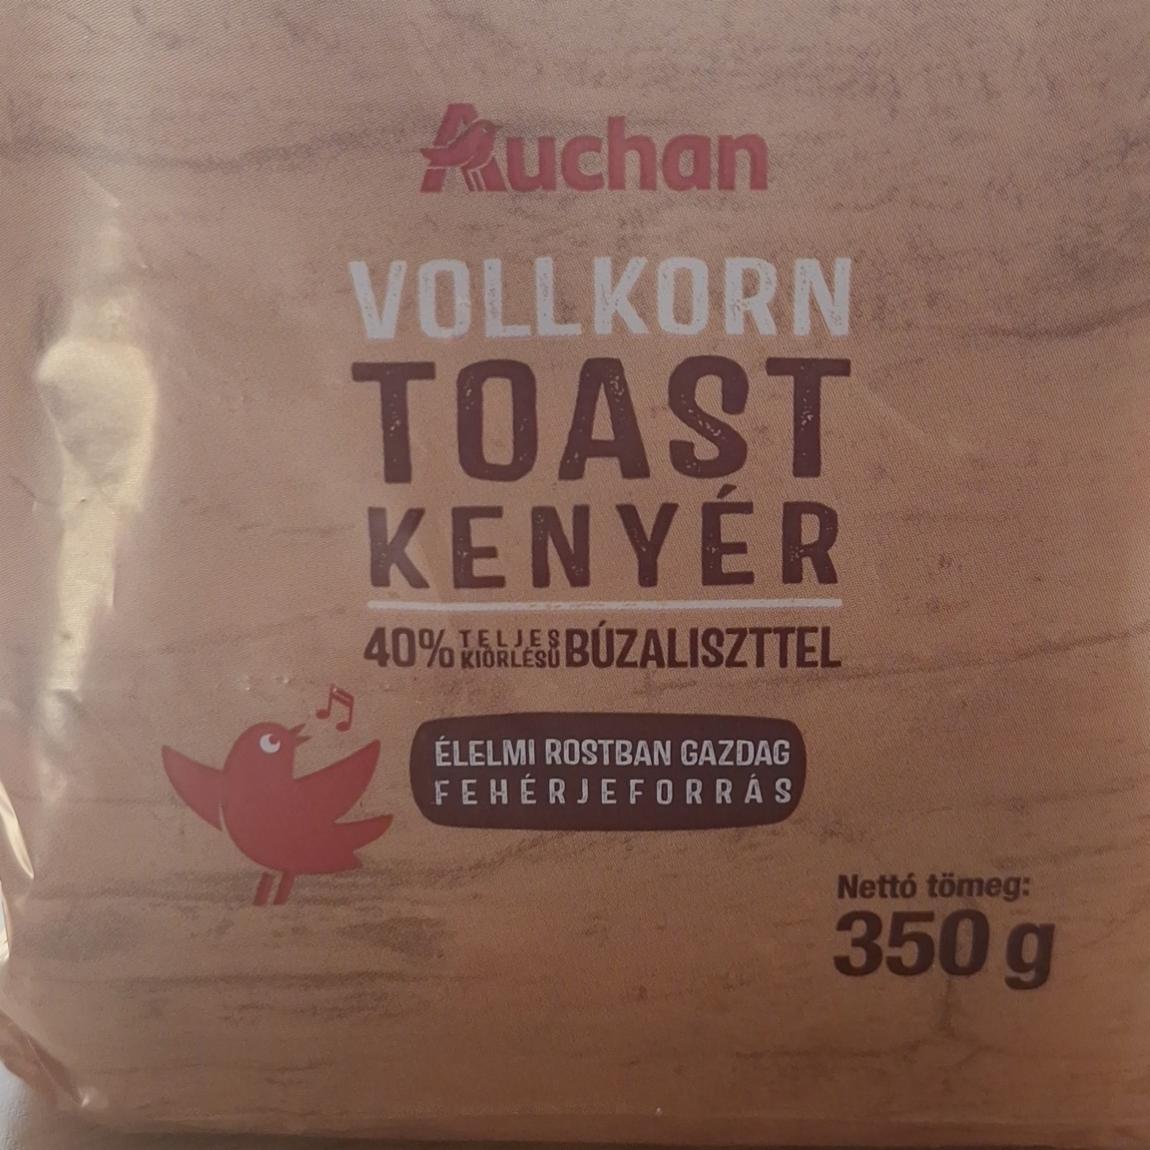 Auchan
VOLLKORN
TOAST
KENYÉR
40% TELJES KIŐRLÉSŰ BÚZALISZTTEL
ÉLELMI ROSTBAN GAZDAG
FEHÉRJEFORRÁS
Nettó tömeg:
350 g